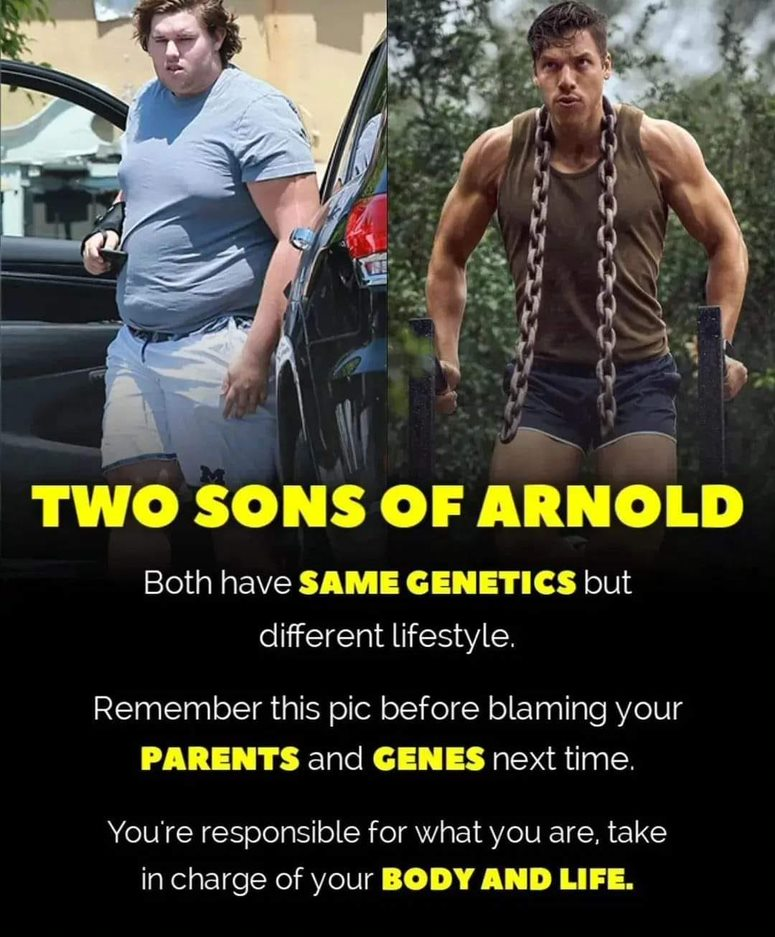 M
TWO SONS OF ARNOLD
Both have SAME GENETICS but
different lifestyle.
Remember this pic before blaming your
PARENTS and GENES next time.
You're responsible for what you are, take
in charge of your BODY AND LIFE.